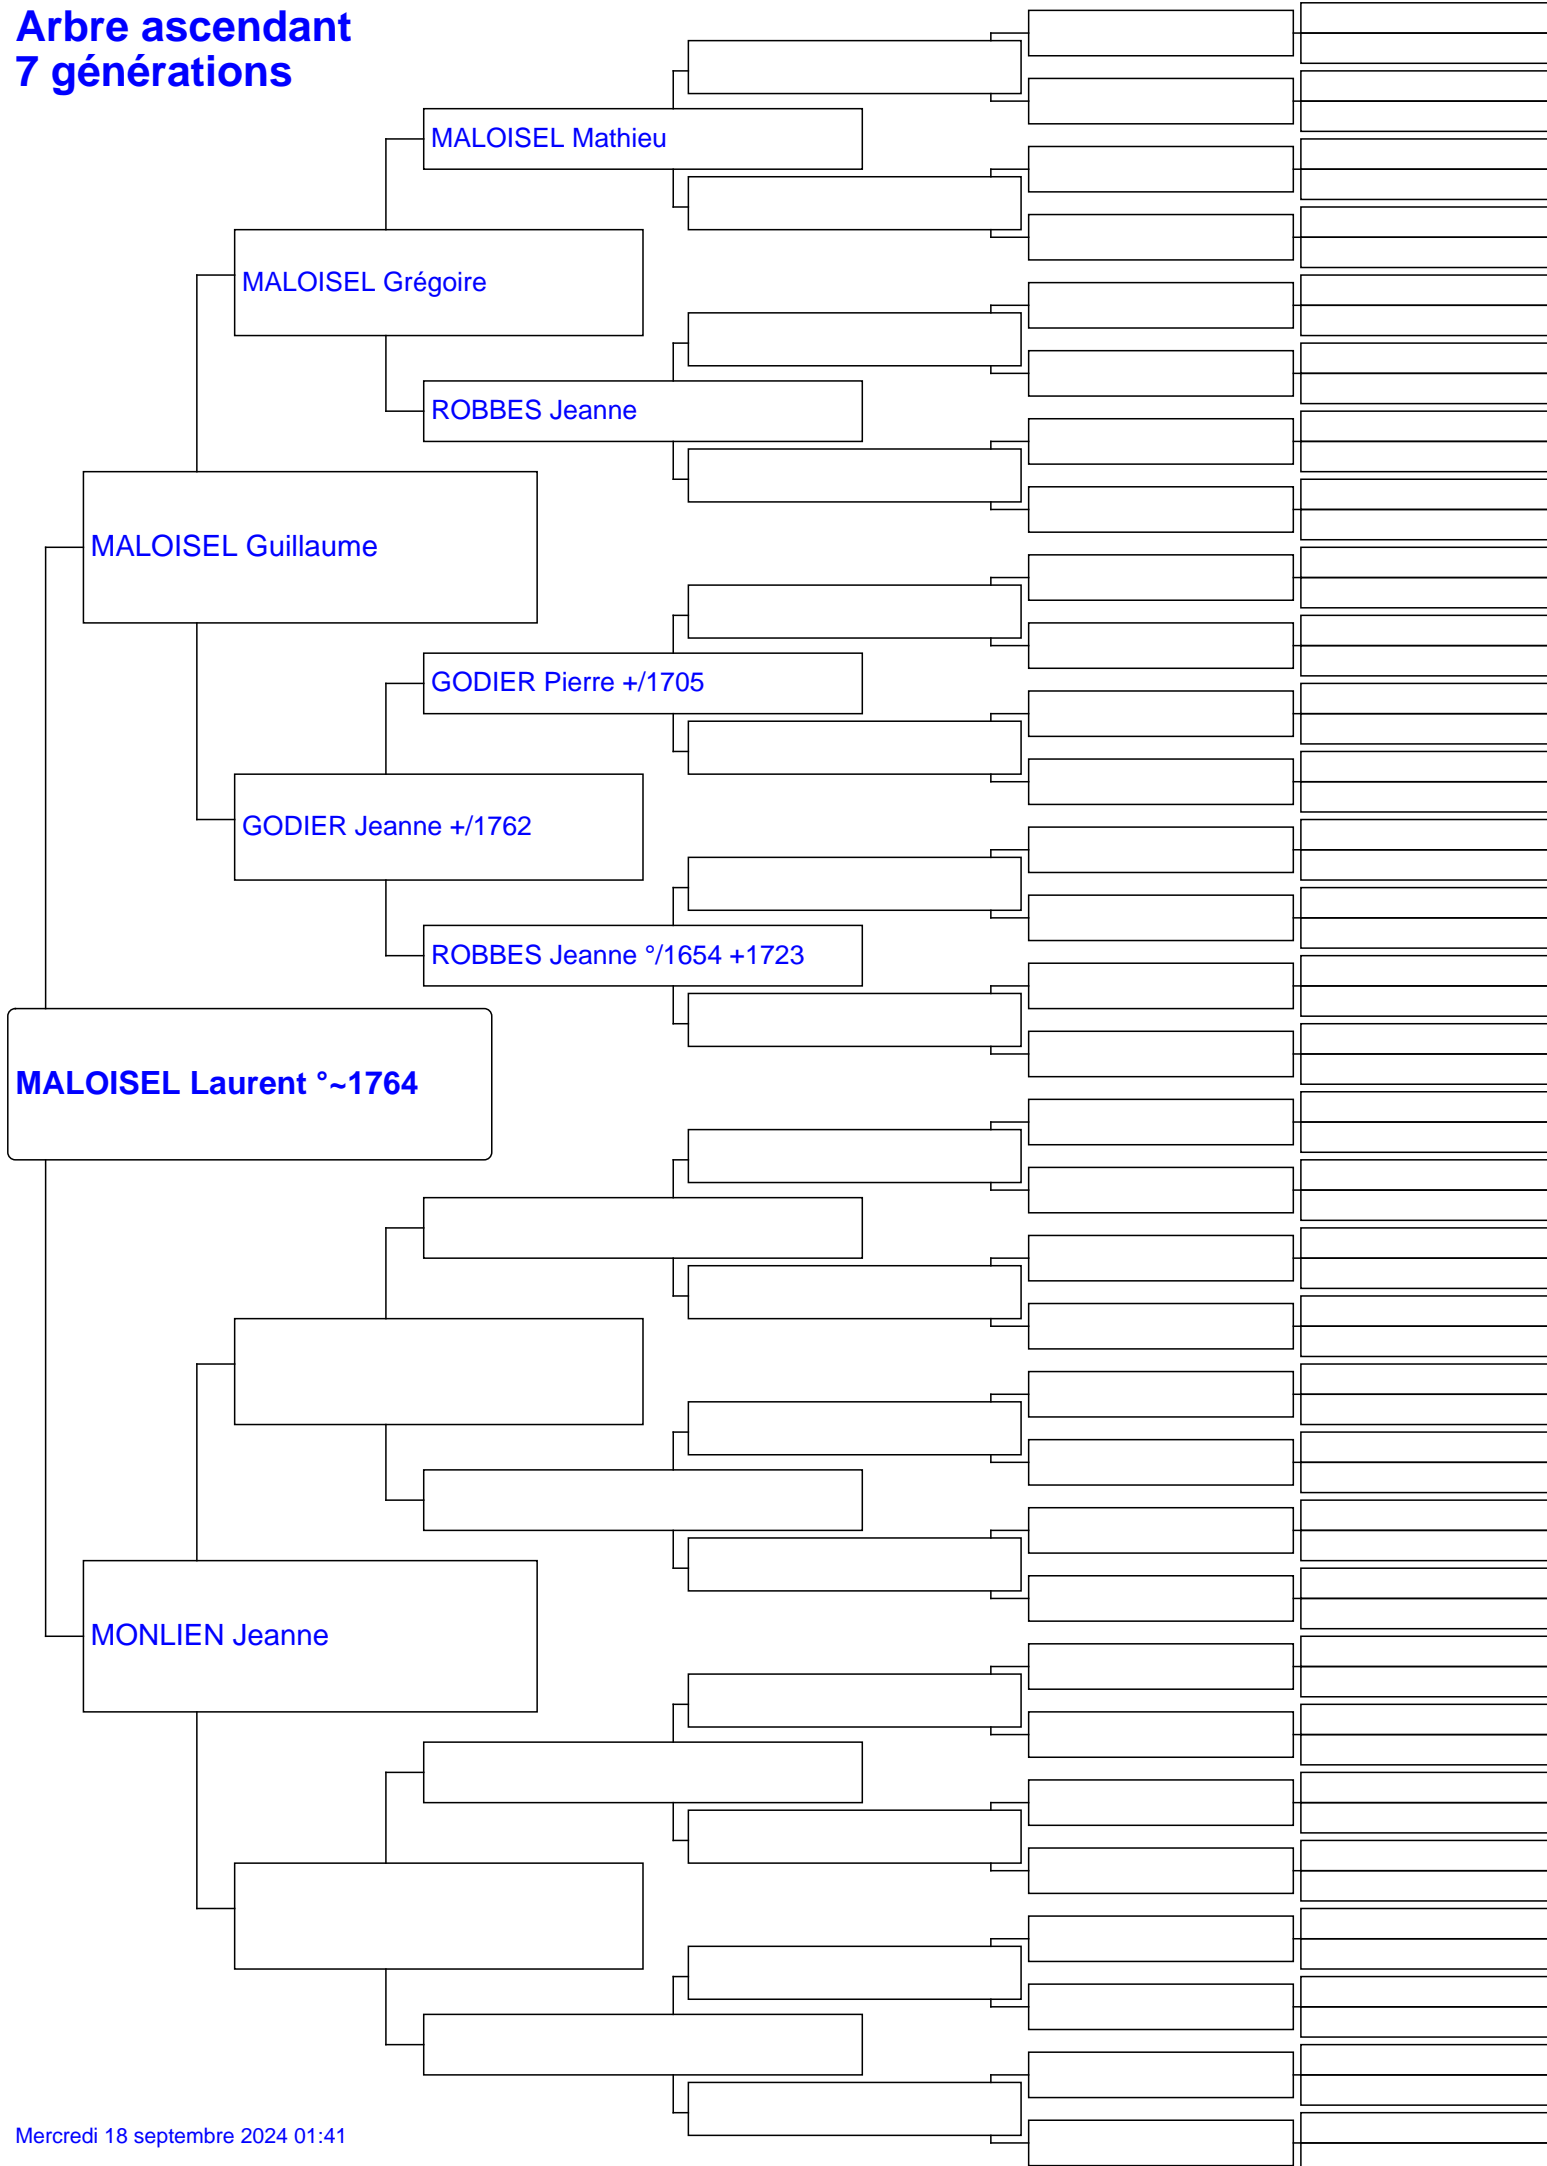 Arbre ascendant
7 générations
MALOISEL Mathieu
MALOISEL Grégoire
ROBBES Jeanne
MALOISEL Guillaume
GODIER Pierre +/1705
GODIER Jeanne +/1762
ROBBES Jeanne °/1654 +1723
MALOISEL Laurent °~1764
MONLIEN Jeanne
Mercredi 18 septembre 2024 01:41